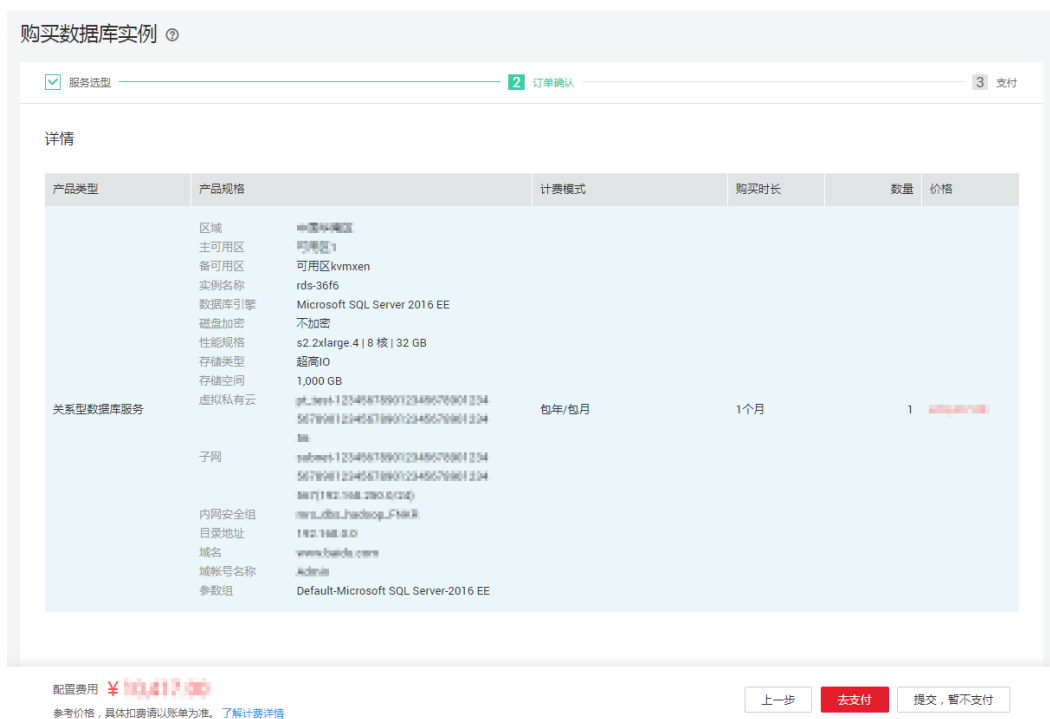 购买数据库实例
服务选型
2 订单确认
3 支付
详情
产品类型 产品规格 计费模式 购买时长 数量 价格
区域
主可用区
备可用区 可用区kvmxen
实例名称 rds-36f6
数据库引擎 Microsoft SQL Server 2016 EE
磁盘加密 不加密
性能规格 s2.2xlarge.4 | 8 核 | 32 GB
存储类型 超高IO
存储空间 1,000 GB
关系型数据库服务 虚拟私有云 包年/包月 1个月 1
子网
内网安全组
目录地址
域名
域帐号名称
参数组 Default-Microsoft SQL Server-2016 EE
配置费用 ¥
参考价格，具体扣费请以账单为准。 了解计费详情
上一步 去支付 提交，暂不支付